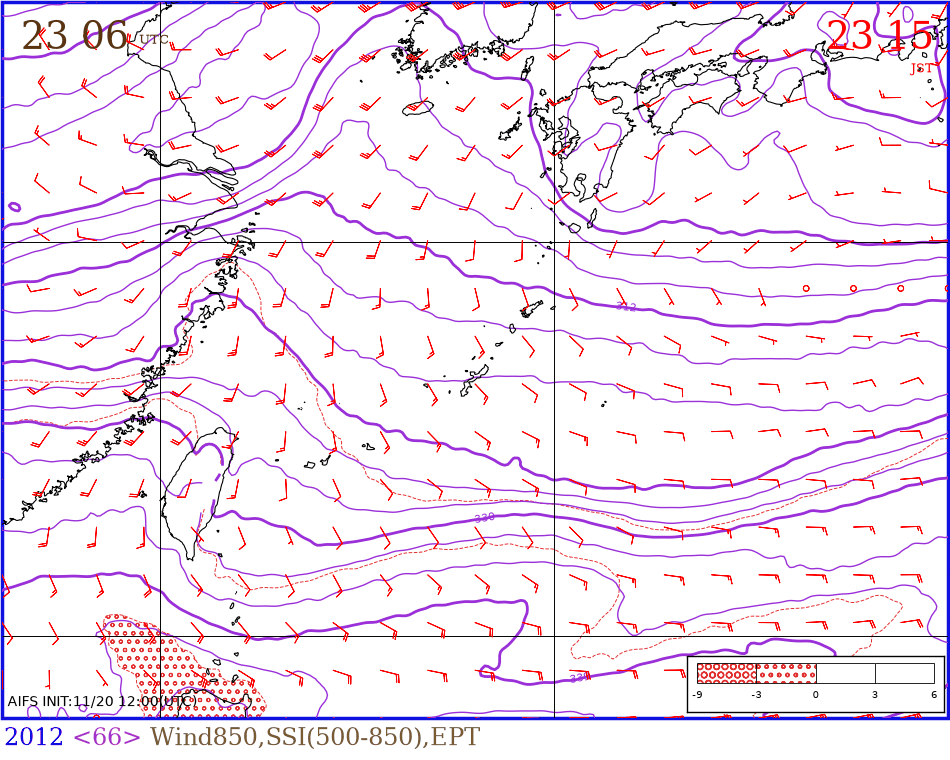 23 06 UTC
23 15
JST
312
330
AIFS INIT:11/20 12:00(UTC)
-9 -3 0 3 6
2012 <66> Wind850,SSI(500-850),EPT